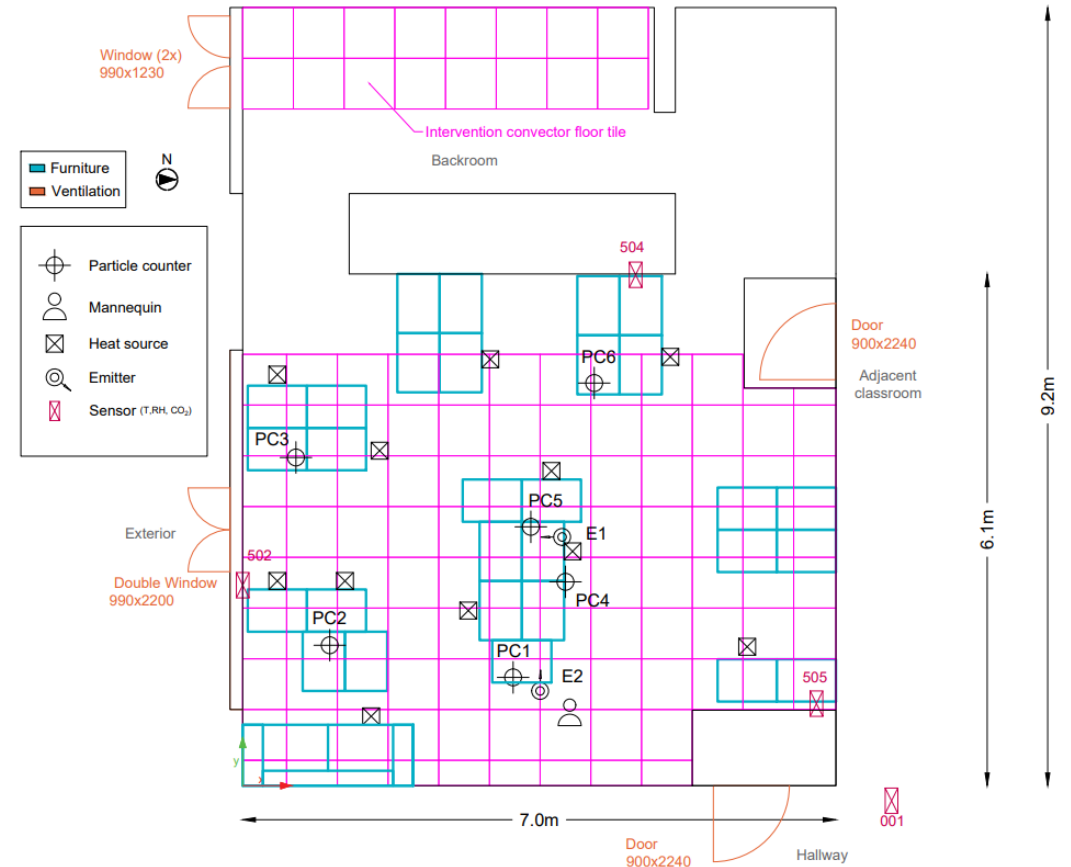 Window (2x)
990x1230
Intervention convector floor tile
Backroom
N
Furniture
Ventilation
Particle counter
Mannequin
Heat source
Emitter
Sensor (T,RH, CO₂)
504
Door
900x2240
Adjacent
classroom
9.2m
6.1m
PC6
PC3
PC5
E1
Exterior
502
Double Window
990x2200
PC4
PC2
PC1
E2
505
y
x
7.0m
001
Door
900x2240
Hallway